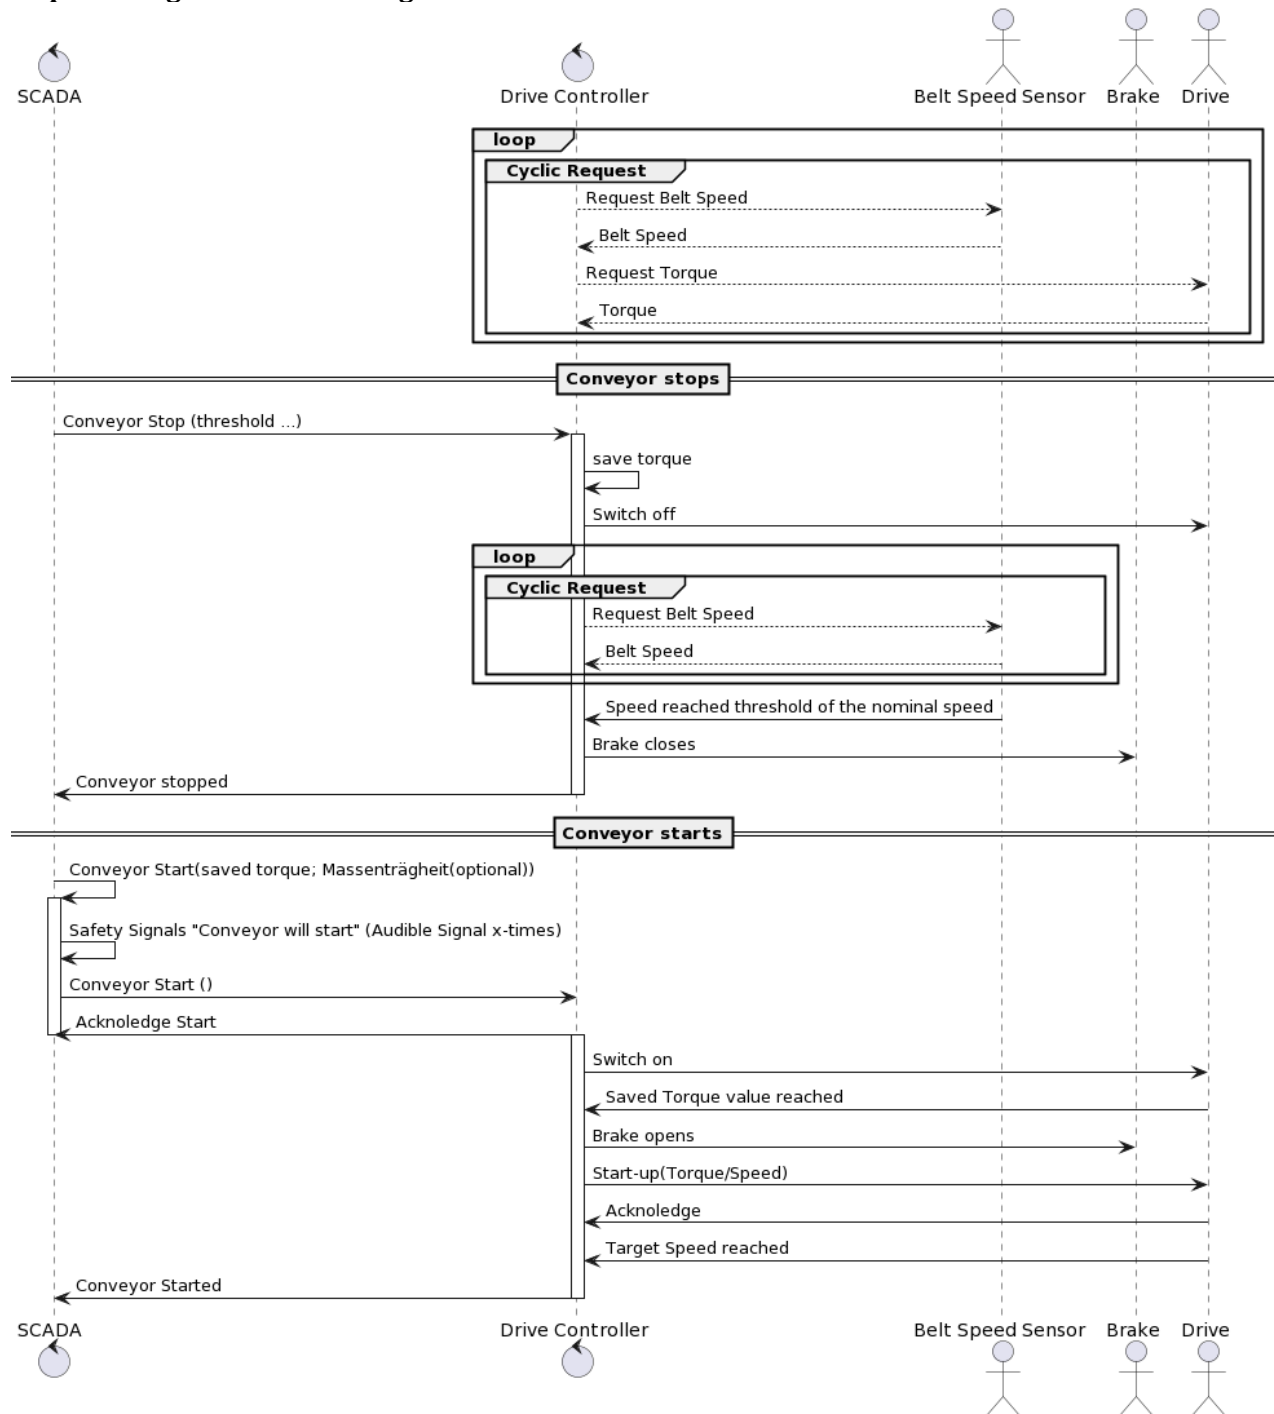 SCADA
Drive Controller
Belt Speed Sensor
Brake
Drive
loop
Cyclic Request
Request Belt Speed
Belt Speed
Request Torque
Torque
Conveyor stops
Conveyor Stop (threshold ...)
save torque
Switch off
loop
Cyclic Request
Request Belt Speed
Belt Speed
Speed reached threshold of the nominal speed
Brake closes
Conveyor stopped
Conveyor starts
Conveyor Start(saved torque; Massenträgheit(optional))
Safety Signals "Conveyor will start" (Audible Signal x-times)
Conveyor Start ()
Acknoledge Start
Switch on
Saved Torque value reached
Brake opens
Start-up(Torque/Speed)
Acknoledge
Target Speed reached
Conveyor Started
SCADA
Drive Controller
Belt Speed Sensor
Brake
Drive